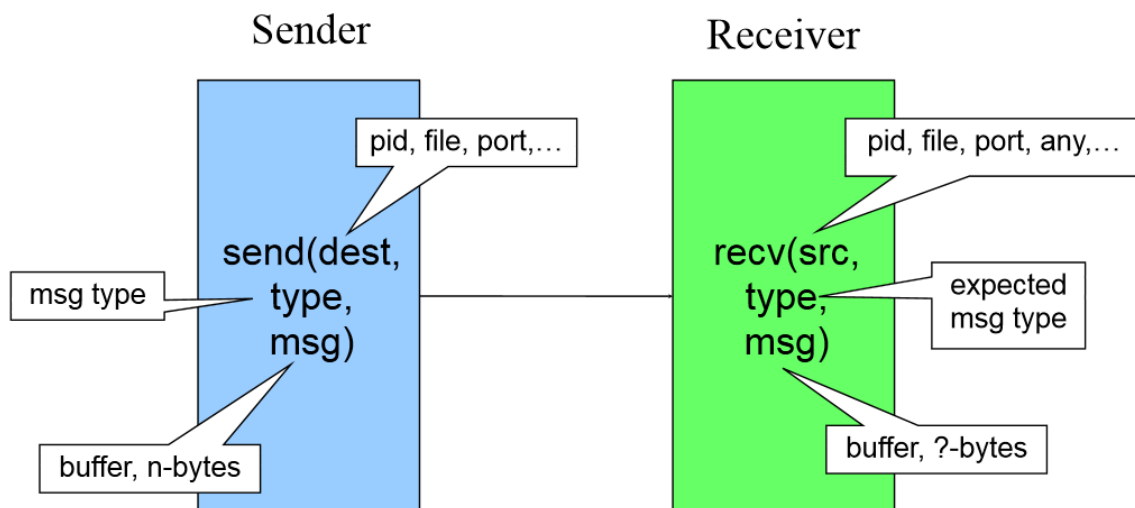 Sender
Receiver
pid, file, port,…
pid, file, port, any,…
send(dest,
type,
msg)
recv(src,
type,
msg)
msg type
expected
msg type
buffer, n-bytes
buffer, ?-bytes